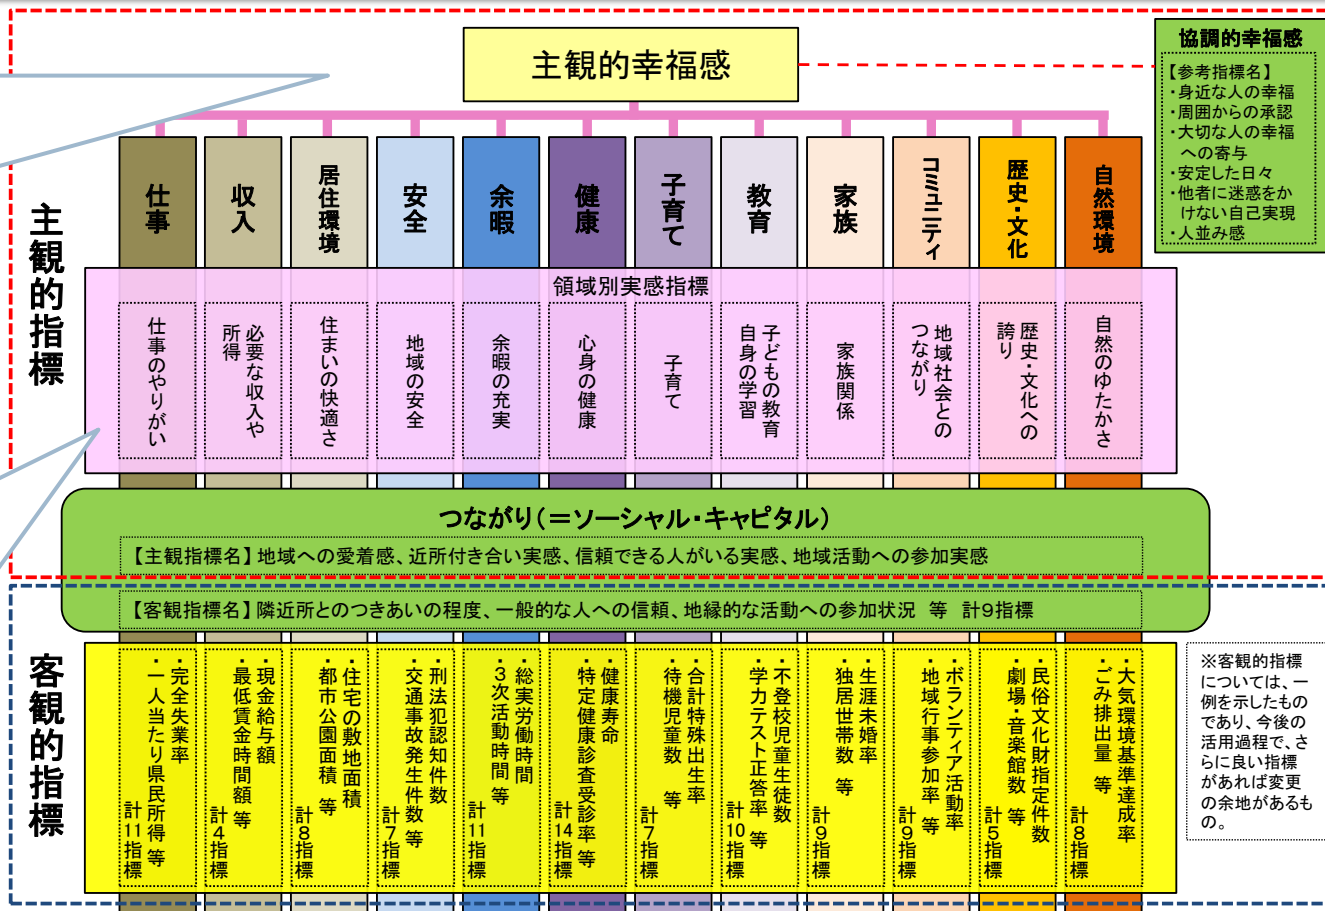 主観的幸福感
協調的幸福感
【参考指標名】
・身近な人の幸福
・周囲からの承認
・大切な人の幸福
への寄与
・安定した日々
・他者に迷惑をか
けない自己実現
・人並み感
主観的指標
仕事
収入
居住環境
安全
余暇
健康
子育て
教育
家族
コミュニティ
歴史・文化
自然環境
領域別実感指標
仕事のやりがい
必要な収入や
所得
住まいの快適さ
地域の安全
余暇の充実
心身の健康
子育て
子どもの教育
自身の学習
家族関係
地域社会との
つながり
歴史・文化への
誇り
自然のゆたかさ
つながり(=ソーシャル・キャピタル)
【主観指標名】地域への愛着感、近所付き合い実感、信頼できる人がいる実感、地域活動への参加実感
【客観指標名】隣近所とのつきあいの程度、一般的な人への信頼、地縁的な活動への参加状況 等 計9指標
客観的指標
・完全失業率
・一人当たり県民所得 等
計11指標
・現金給与額
・最低賃金時間額 等
計4指標
・住宅の敷地面積
・都市公園面積 等
計8指標
・刑法犯認知件数
・交通事故発生件数 等
計7指標
・総実労働時間
・3次活動時間 等
計11指標
・健康寿命
・特定健康診査受診率 等
計14指標
・合計特殊出生率
・待機児童数 等
計7指標
・不登校児童生徒数
・学力テスト正答率 等
計10指標
・生涯未婚率
・独居世帯数 等
計9指標
・ボランティア活動率
・地域行事参加率 等
計9指標
・民俗文化財指定件数
・劇場・音楽館数 等
計5指標
・大気環境基準達成率
・ごみ排出量 等
計8指標
※客観的指標
については、一
例を示したもの
であり、今後の
活用過程で、さ
らに良い指標
があれば変更
の余地があるも
の。